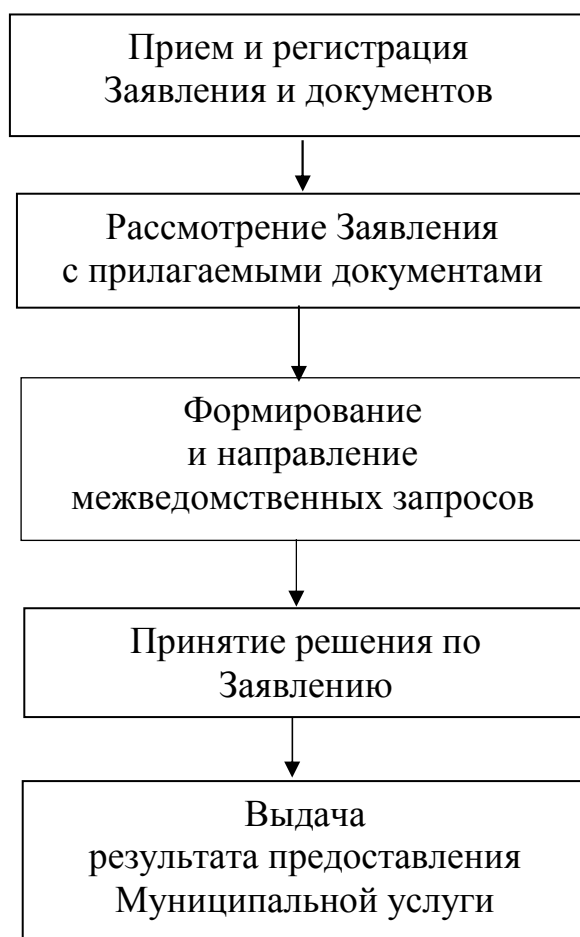 Прием и регистрация
Заявления и документов
Рассмотрение Заявления
с прилагаемыми документами
Формирование
и направление
межведомственных запросов
Принятие решения по
Заявлению
Выдача
результата предоставления
Муниципальной услуги